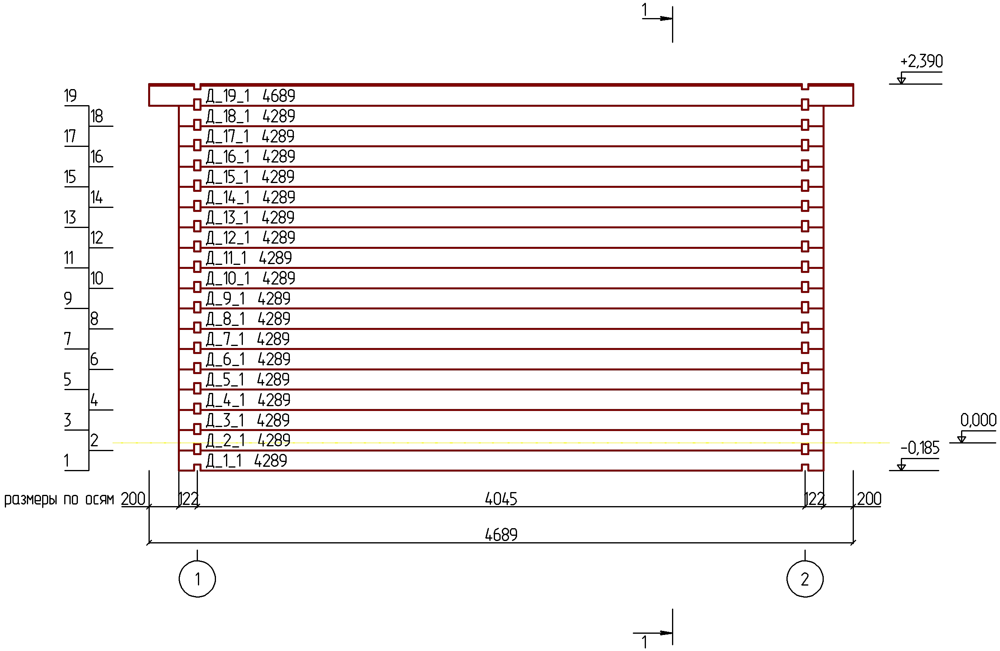 1
+2,390
19
Д_19_1 4689
18
Д_18_1 4289
17
Д_17_1 4289
16
Д_16_1 4289
15
Д_15_1 4289
14
Д_14_1 4289
13
Д_13_1 4289
12
Д_12_1 4289
11
Д_11_1 4289
10
Д_10_1 4289
9
Д_9_1 4289
8
Д_8_1 4289
7
Д_7_1 4289
6
Д_6_1 4289
5
Д_5_1 4289
4
Д_4_1 4289
3
Д_3_1 4289
0,000
2
Д_2_1 4289
-0,185
1
Д_1_1 4289
размеры по осям 200 122 4045 122 200
4689
1 2
1